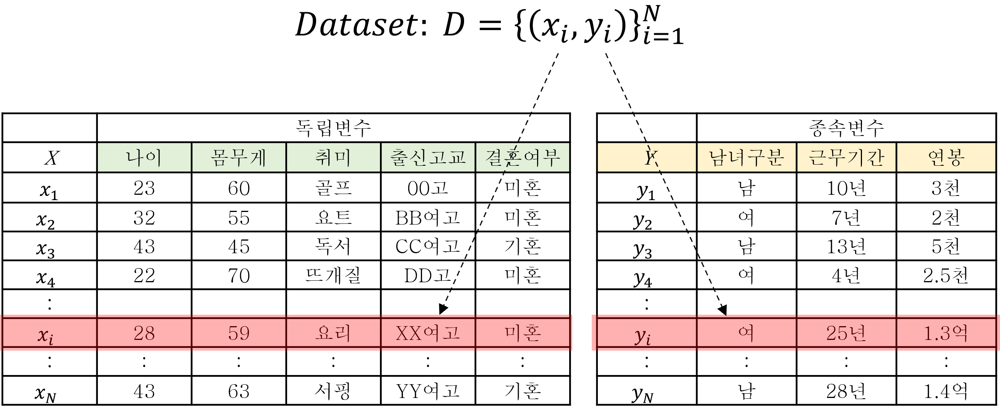 Dataset: D = {(x_i, y_i)}_{i=1}^N
독립변수
X 나이 몸무게 취미 출신고교 결혼여부
x_1 23 60 골프 00고 미혼
x_2 32 55 요트 BB여고 미혼
x_3 43 45 독서 CC여고 기혼
x_4 22 70 뜨개질 DD고 미혼
:
x_i 28 59 요리 XX여고 미혼
: : : : : :
x_N 43 63 서핑 YY여고 기혼
종속변수
Y 남녀구분 근무기간 연봉
y_1 남 10년 3천
y_2 여 7년 2천
y_3 남 13년 5천
y_4 여 4년 2.5천
:
y_i 여 25년 1.3억
: : : :
y_N 남 28년 1.4억